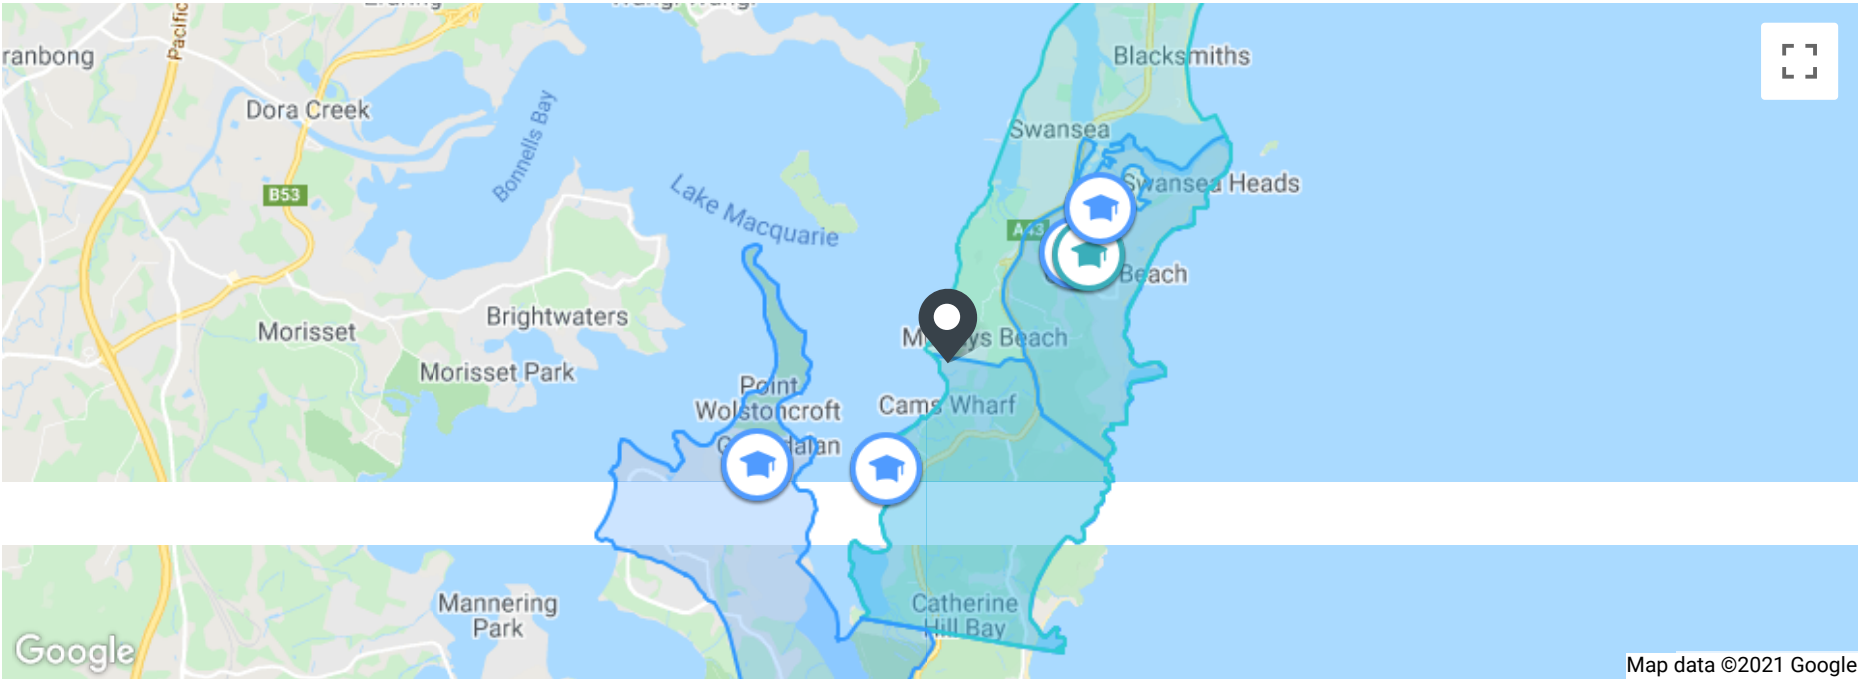 ranbong
Pacific
Blacksmiths
Dora Creek
Bonnells Bay
Swansea
B53
Lake Macquarie
Swansea Heads
A43
Beach
Brightwaters
Morisset
Beach
Morisset Park
Point
Wolstoncroft
Cams Wharf
Mannering
Park
Catherine
Hill Bay
Google
Map data ©2021 Google